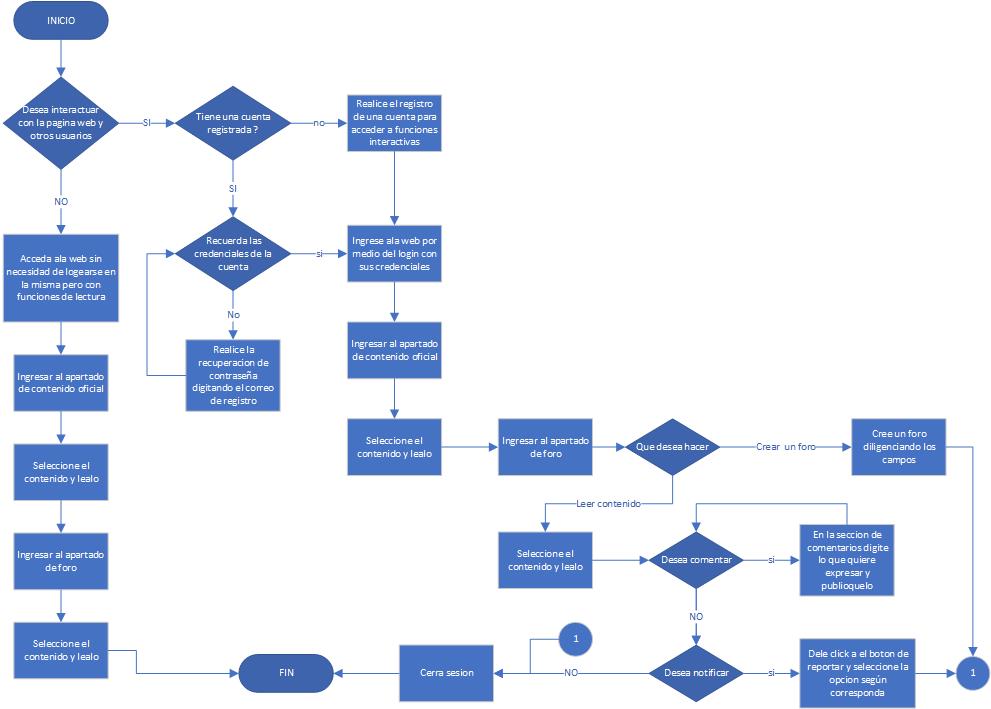 INICIO
Desea interactuar
con la pagina web y
otros usuarios
SI
Tiene una cuenta
registrada ?
no
Realice el registro
de una cuenta para
acceder a funciones
interactivas
NO
SI
Acceda ala web sin
necesidad de logearse en
la misma pero con
funciones de lectura
Recuerda las
credenciales de la
cuenta
si
Ingrese ala web por
medio del login con
sus credenciales
No
Realice la
recuperacion de
contraseña
digitando el correo
de registro
Ingresar al apartado
de contenido oficial
Ingresar al apartado
de contenido oficial
Seleccione el
contenido y lealo
Seleccione el
contenido y lealo
Ingresar al apartado
de foro
Que desea hacer
Crear un foro
Cree un foro
diligenciando los
campos
Leer contenido
Ingresar al apartado
de foro
Seleccione el
contenido y lealo
Desea comentar
si
En la seccion de
comentarios digite
lo que quiere
expresar y
publioquelo
NO
Seleccione el
contenido y lealo
FIN
Cerra sesion
1
NO
Desea notificar
si
Dele click a el boton de
reportar y seleccione la
opcion según
corresponda
1